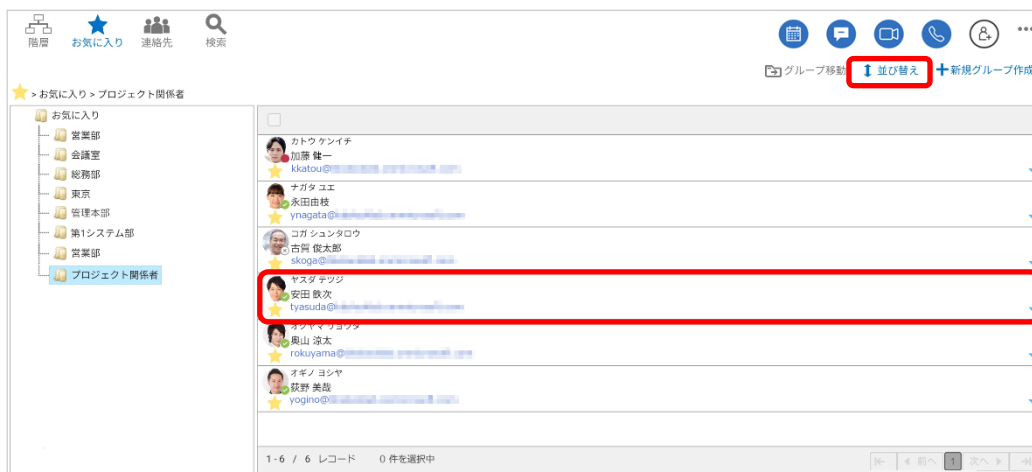 階層 お気に入り 連絡先 検索
グループ移動 並び替え 新規グループ作成
> お気に入り > プロジェクト関係者
お気に入り
営業部
会議室
総務部
東京
管理本部
第1システム部
営業部
プロジェクト関係者
カトウ ケンイチ
加藤 健一
kkatou@
ナガタ ユエ
永田由枝
ynagata@
コガ シュンタロウ
古賀 俊太郎
skoga@
ヤスダ テツジ
安田 鉄次
tyasuda@
オクヤマ リョウタ
奥山 涼太
rokuyama@
オギノ ヨシヤ
荻野 美哉
yogino@
1 - 6 / 6 レコード 0 件を選択中
前へ 1 次へ